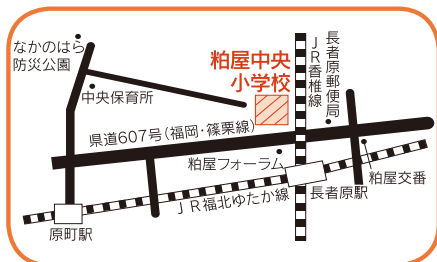 なかのはら
防災公園
中央保育所
粕屋中央
小学校
JR香椎線
長者原郵便局
県道607号(福岡・篠栗線)
粕屋フォーラム
粕屋交番
長者原駅
JR福北ゆたか線
原町駅